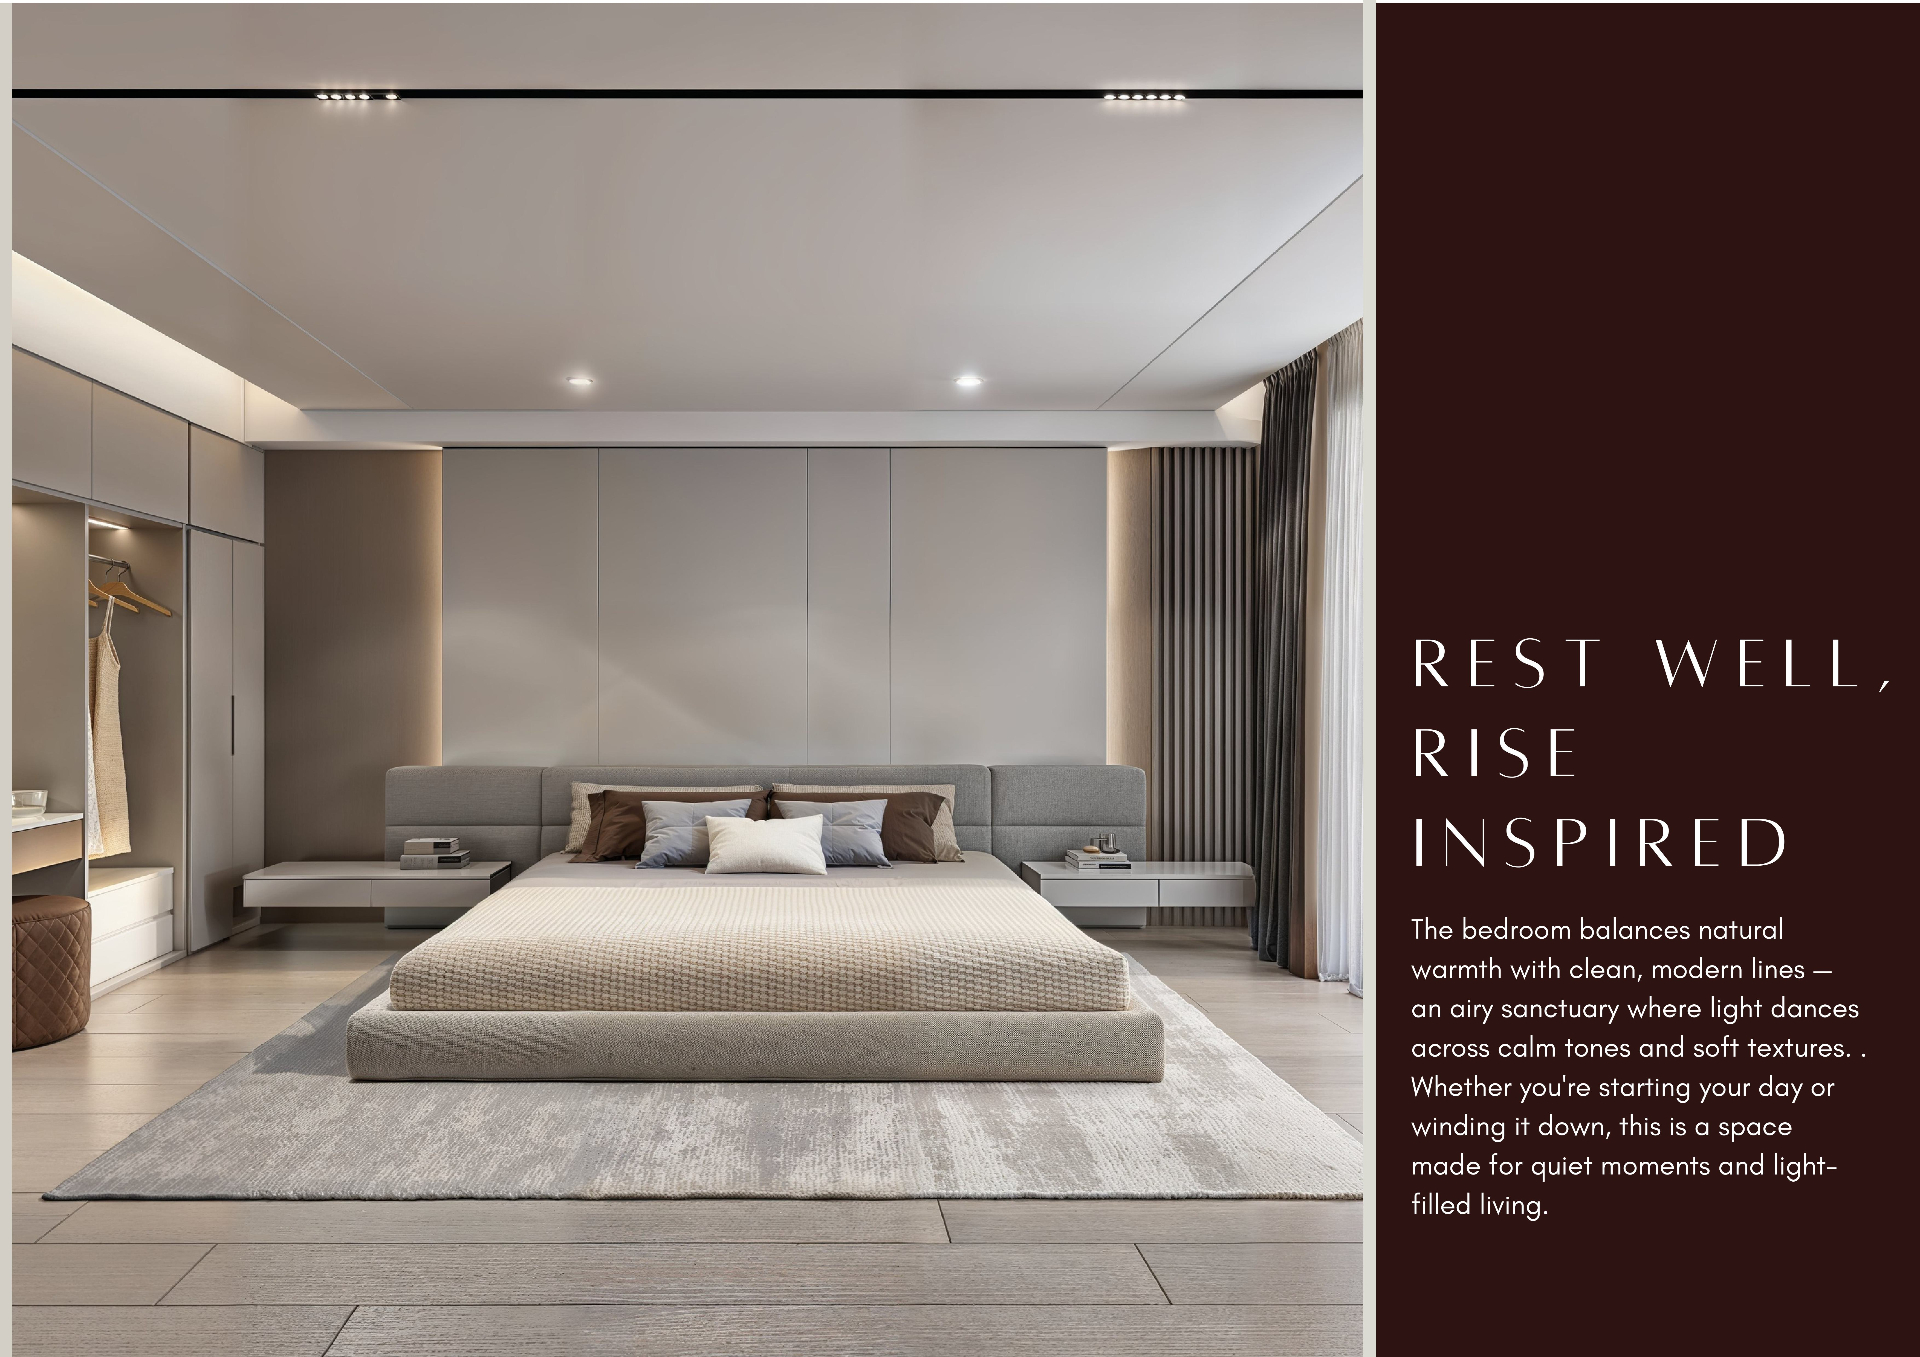 REST WELL,
RISE
INSPIRED
The bedroom balances natural
warmth with clean, modern lines —
an airy sanctuary where light dances
across calm tones and soft textures. .
Whether you're starting your day or
winding it down, this is a space
made for quiet moments and light-
filled living.